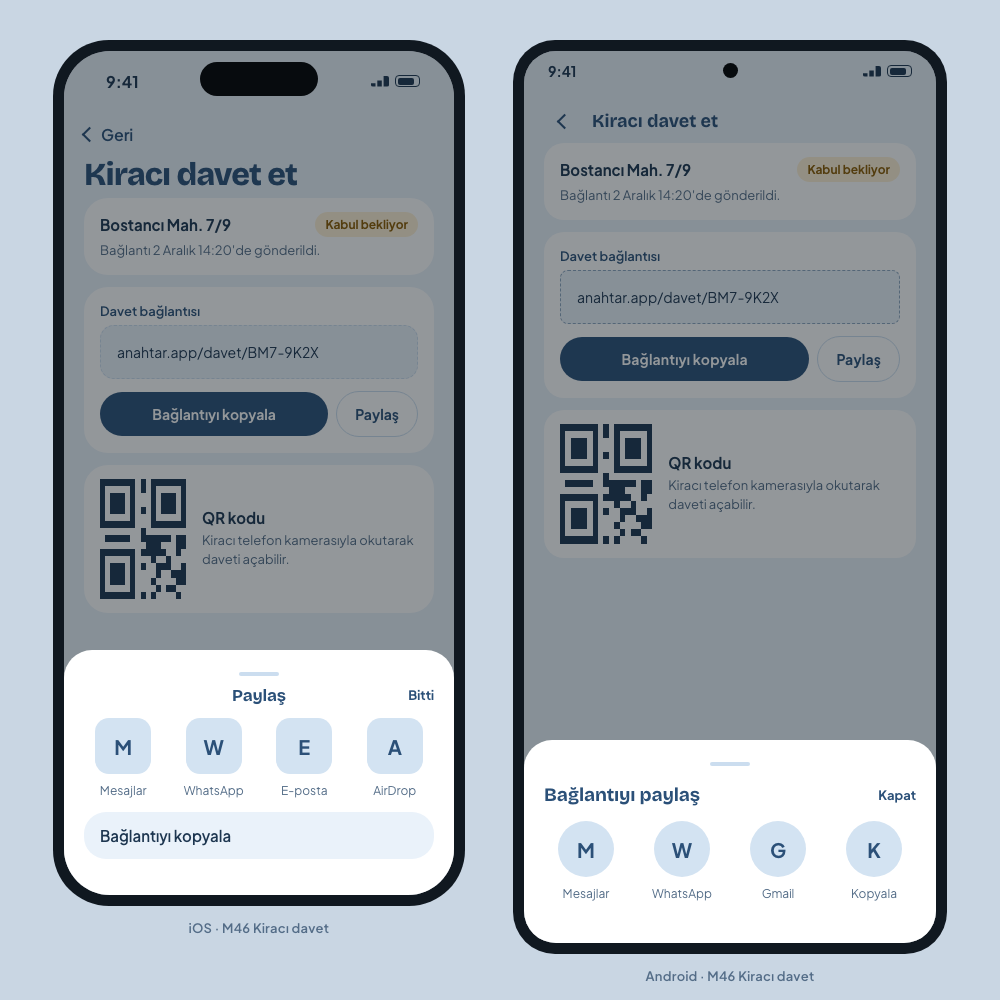 9:41
Geri
Kiracı davet et
Bostancı Mah. 7/9
Kabul bekliyor
Bağlantı 2 Aralık 14:20'de gönderildi.
Davet bağlantısı
anahtar.app/davet/BM7-9K2X
Bağlantıyı kopyala
Paylaş
QR kodu
Kiracı telefon kamerasıyla okutarak
daveti açabilir.
Paylaş
Bitti
M
W
E
A
Mesajlar
WhatsApp
E-posta
AirDrop
Bağlantıyı kopyala
iOS · M46 Kiracı davet
9:41
Kiracı davet et
Bostancı Mah. 7/9
Kabul bekliyor
Bağlantı 2 Aralık 14:20'de gönderildi.
Davet bağlantısı
anahtar.app/davet/BM7-9K2X
Bağlantıyı kopyala
Paylaş
QR kodu
Kiracı telefon kamerasıyla okutarak
daveti açabilir.
Bağlantıyı paylaş
Kapat
M
W
G
K
Mesajlar
WhatsApp
Gmail
Kopyala
Android · M46 Kiracı davet